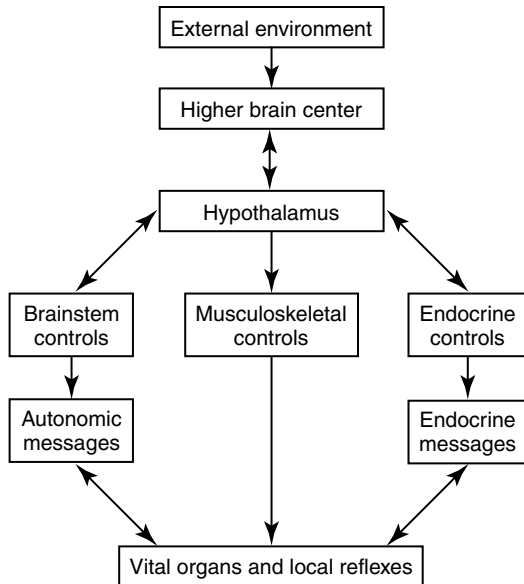 External environment
Higher brain center
Hypothalamus
Brainstem
controls
Musculoskeletal
controls
Endocrine
controls
Autonomic
messages
Endocrine
messages
Vital organs and local reflexes